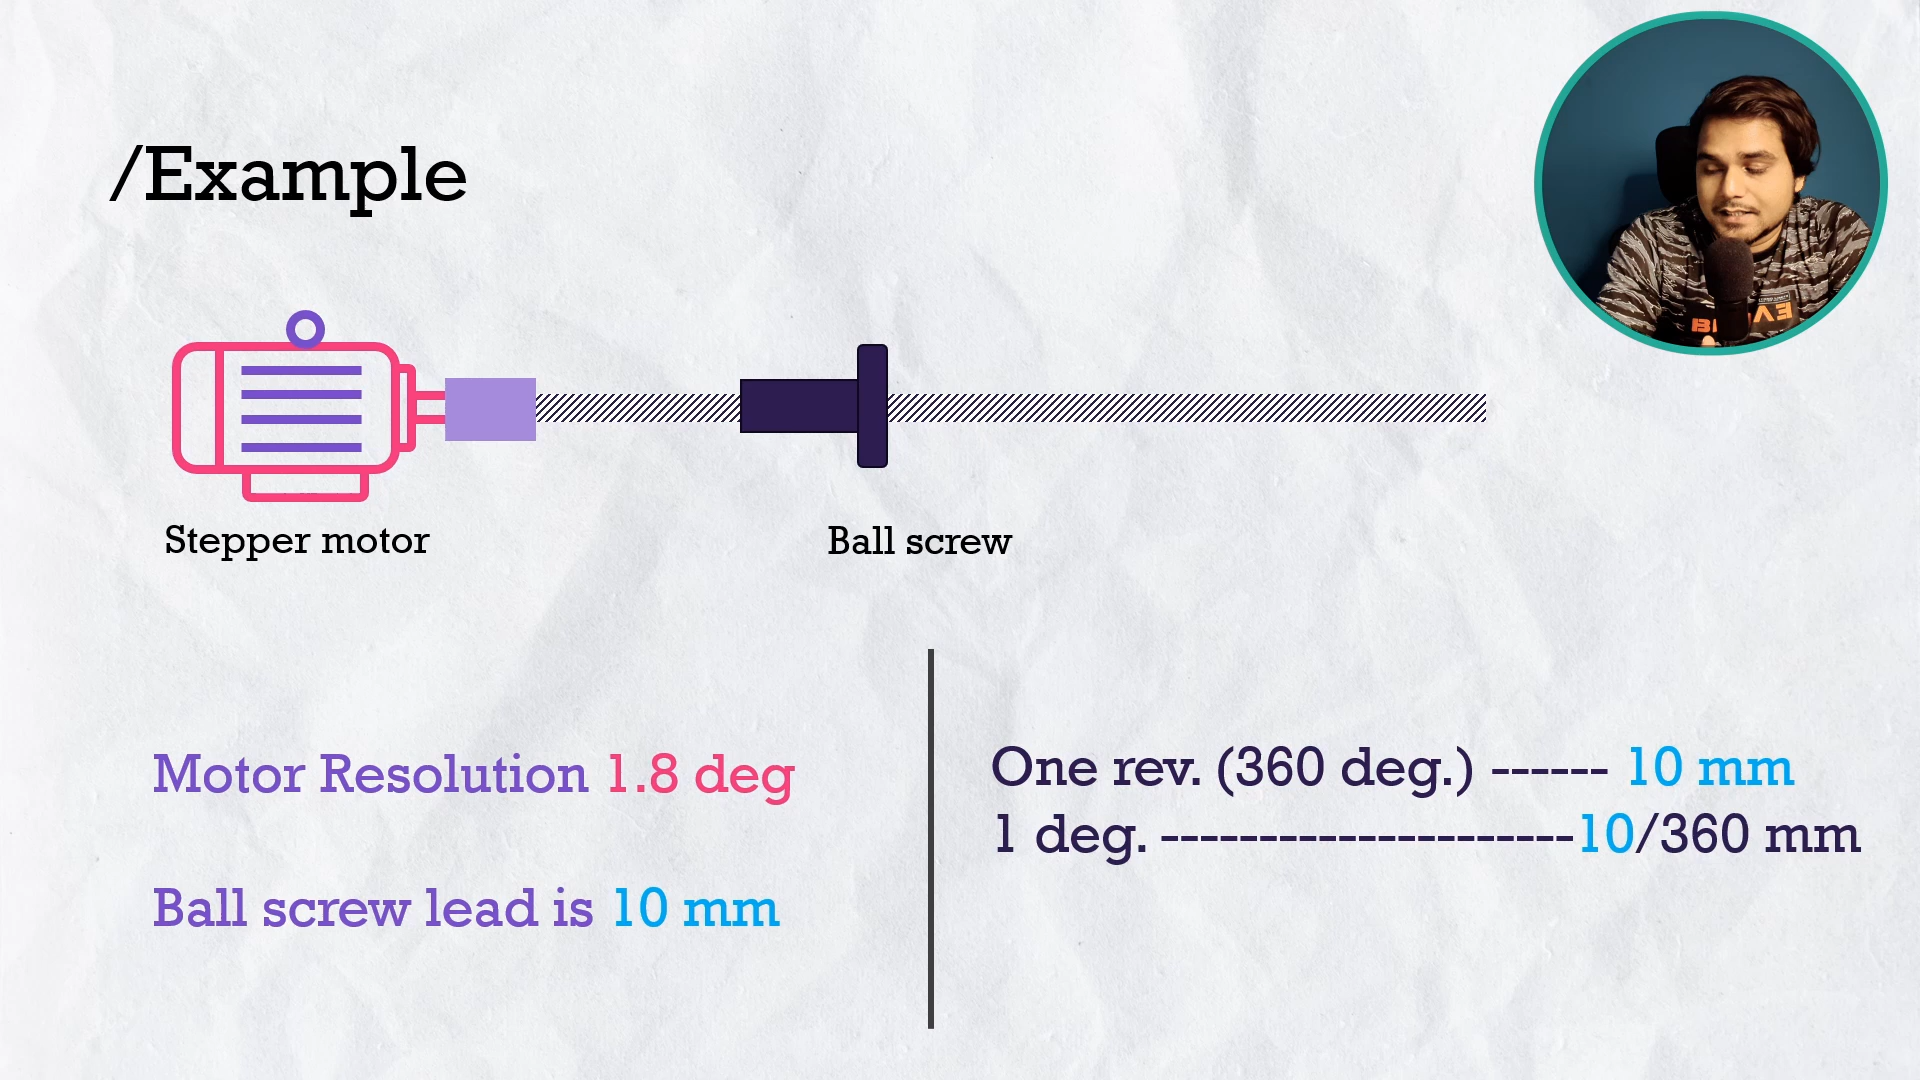 /Example
Stepper motor
Ball screw
Motor Resolution 1.8 deg
Ball screw lead is 10 mm
One rev. (360 deg.) ------ 10 mm
1 deg. ---------------------10/360 mm